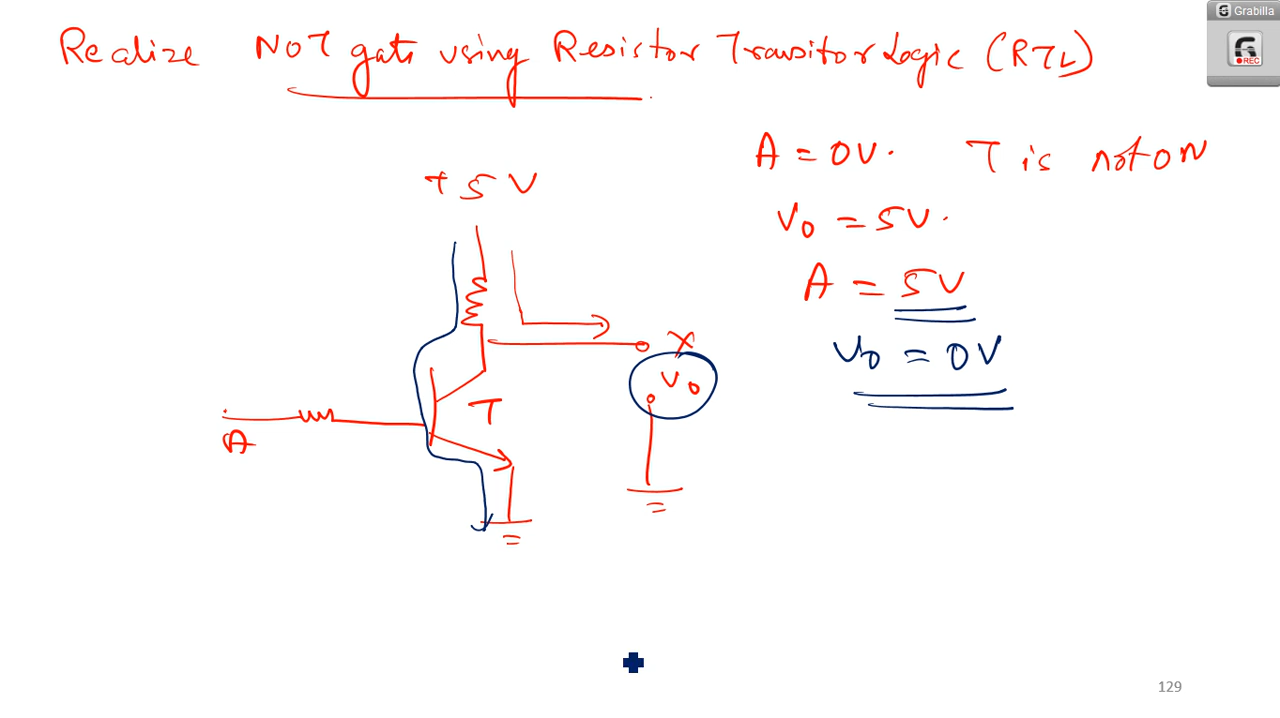 Grabilla
REC
Realize NOT gate using Resistor Transitor Logic (RTL)
A = 0V. T is not ON
+5V
V0 = 5V.
A = 5V
X
V0 = 0V
V0
T
A
129